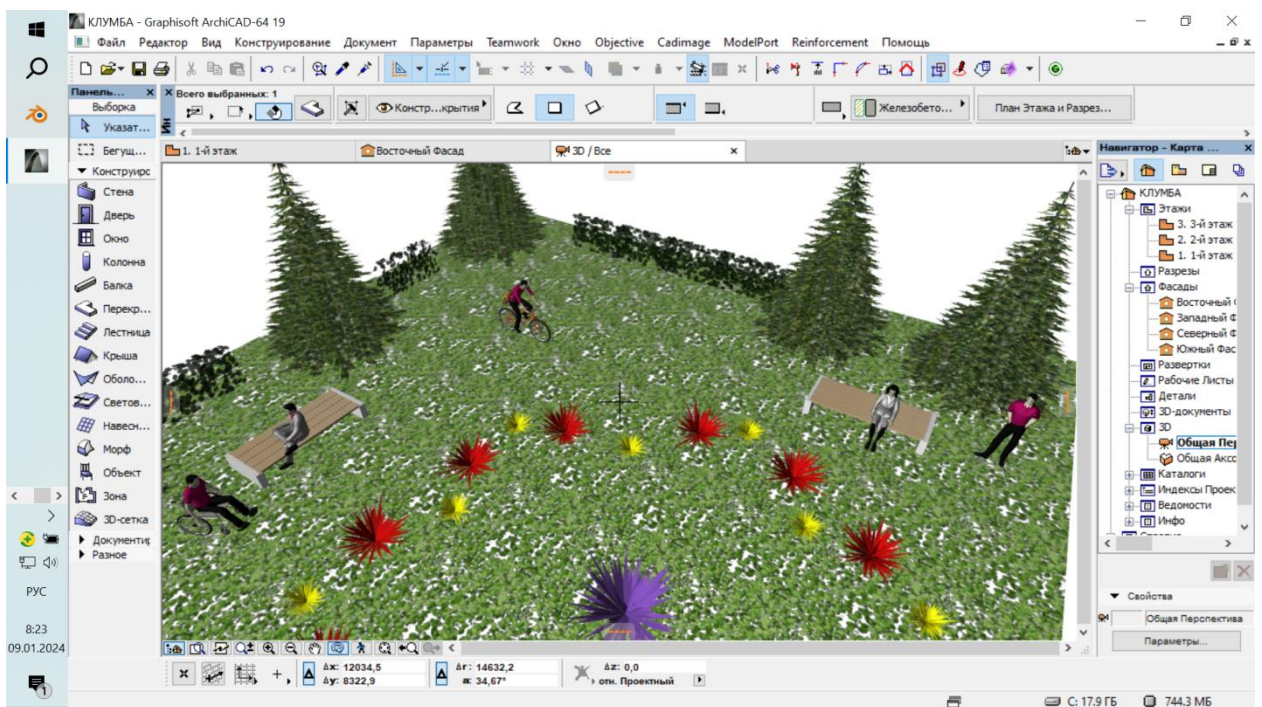 КЛУМБА - Graphisoft ArchiCAD-64 19
Файл Редактор Вид Конструирование Документ Параметры Teamwork Окно Objective Cadimage ModelPort Reinforcement Помощь
Панель...
Выборка
Всего выбранных: 1
Констр...крытия
Железобето...
План Этажа и Разрез...
Указат...
Бегущ...
1. 1-й этаж
Восточный Фасад
3D / Все
Навигатор - Карта ...
Конструирс
Стена
Дверь
Окно
Колонна
Балка
Перекр...
Лестница
Крыша
Оболо...
Светов...
Навесн...
Морф
Объект
Зона
3D-сетка
Документир
Разное
КЛУМБА
Этажи
3. 3-й этаж
2. 2-й этаж
1. 1-й этаж
Разрезы
Фасады
Восточный
Западный Ф
Северный Ф
Южный Фас
Развертки
Рабочие Листы
Детали
3D-документы
3D
Общая Пер
Общая Аксс
Каталоги
Индексы Проек
Ведомости
Инфо
Свойства
Общая Перспектива
Параметры...
РУС
8:23
09.01.2024
1
Δx: 12034,5
Δy: 8322,9
Δr: 14632,2
α: 34,67°
Δz: 0,0
отн. Проектный
C: 17.9 ГБ
744.3 МБ